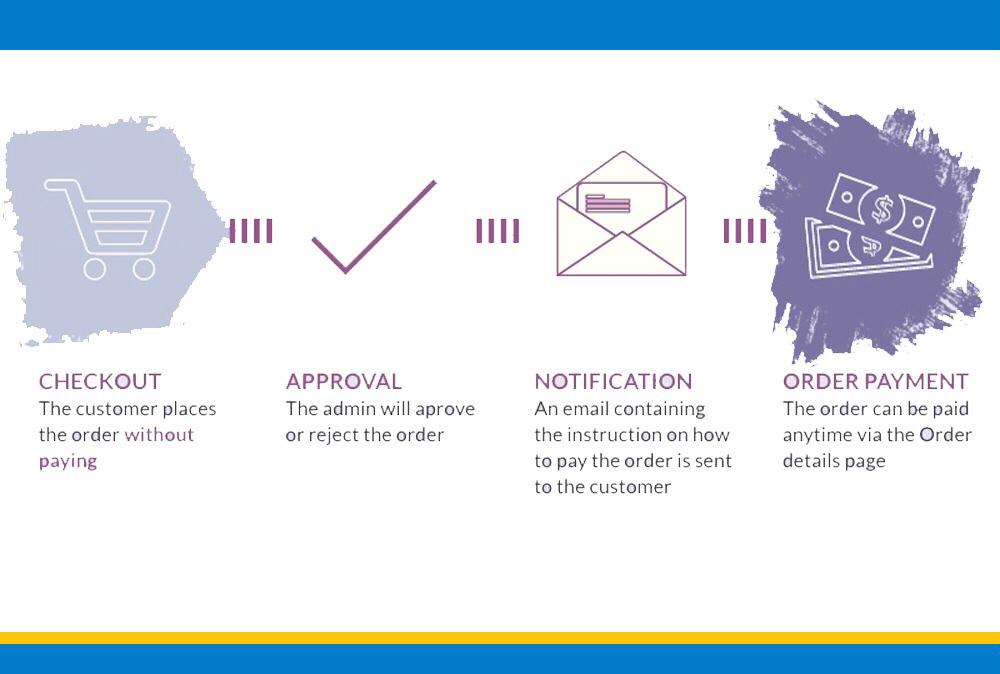 CHECKOUT
The customer places
the order without
paying
APPROVAL
The admin will aprove
or reject the order
NOTIFICATION
An email containing
the instruction on how
to pay the order is sent
to the customer
ORDER PAYMENT
The order can be paid
anytime via the Order
details page